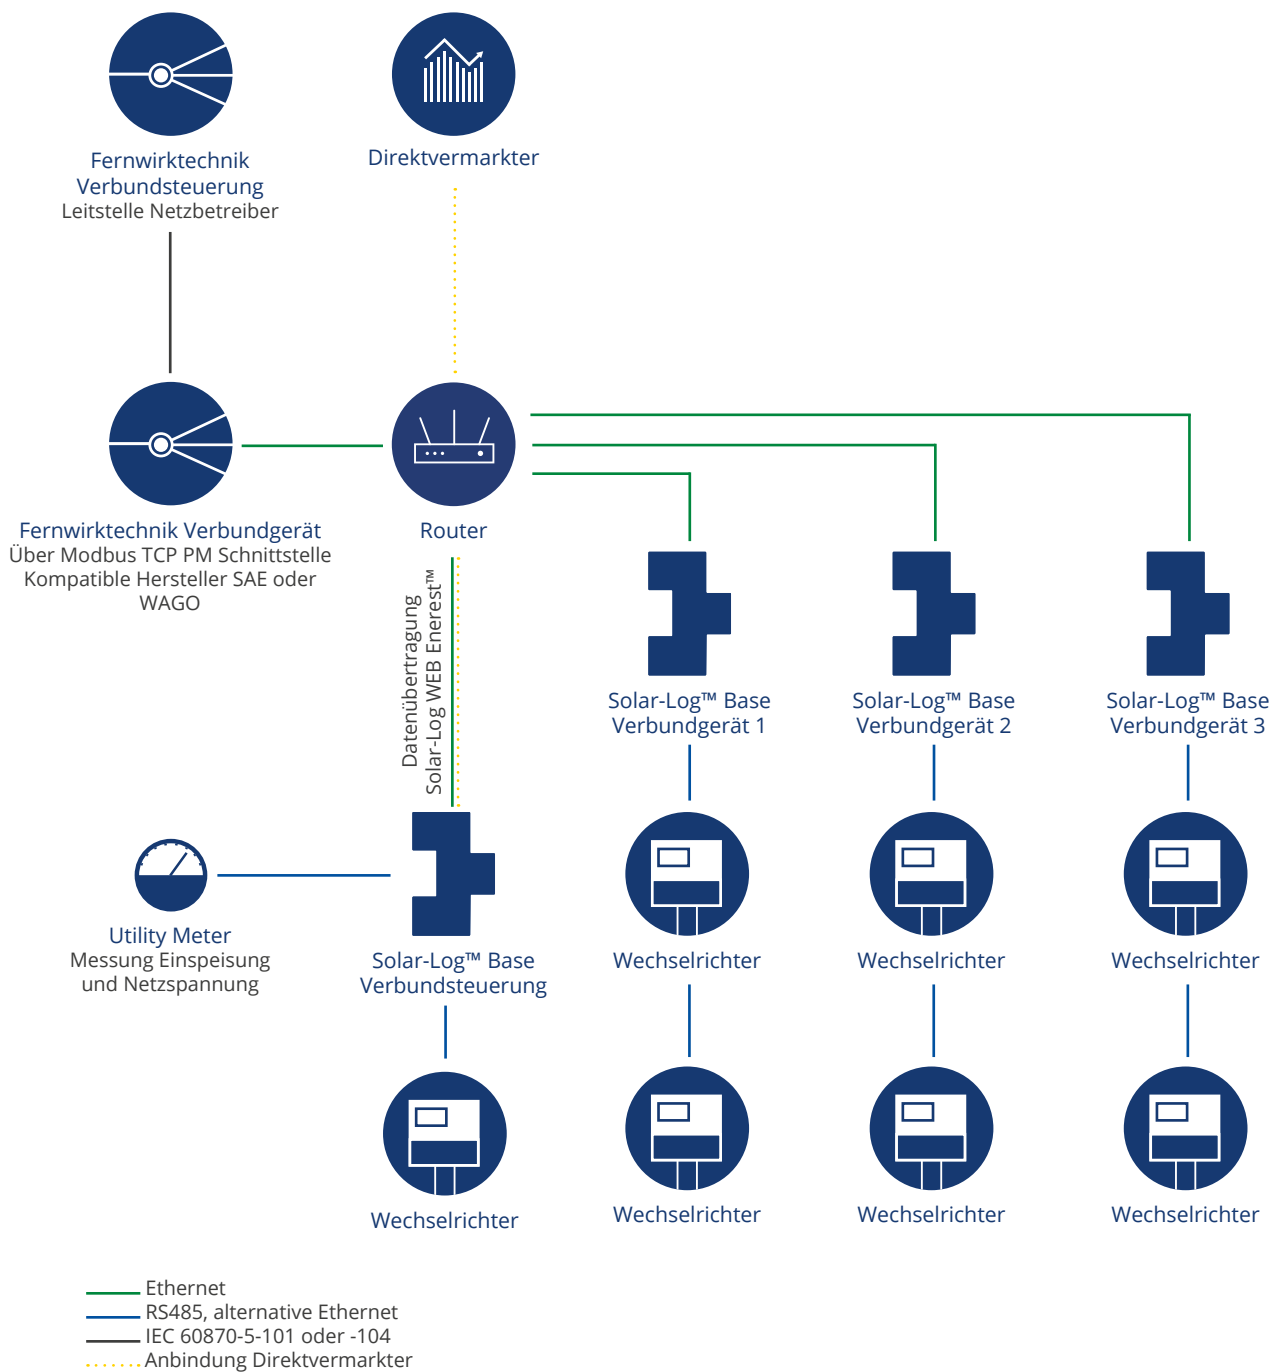 Fernwirktechnik
Verbundsteuerung
Leitstelle Netzbetreiber
Direktvermarkter
Fernwirktechnik Verbundgerät
Über Modbus TCP PM Schnittstelle
Kompatible Hersteller SAE oder
WAGO
Router
Datenübertragung
Solar-Log WEB Enerest™
Solar-Log™ Base
Verbundgerät 1
Solar-Log™ Base
Verbundgerät 2
Solar-Log™ Base
Verbundgerät 3
Utility Meter
Messung Einspeisung
und Netzspannung
Solar-Log™ Base
Verbundsteuerung
Wechselrichter
Wechselrichter
Wechselrichter
Wechselrichter
Wechselrichter
Wechselrichter
Wechselrichter
Ethernet
RS485, alternative Ethernet
IEC 60870-5-101 oder -104
Anbindung Direktvermarkter